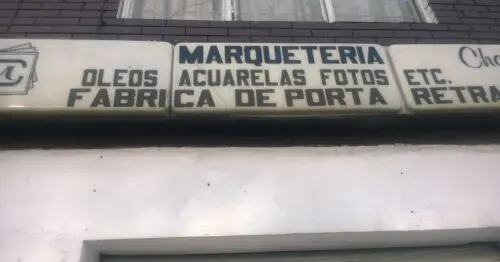 MARQUETERIA
OLEOS ACUARELAS FOTOS ETC.
FABRICA DE PORTA RETRA